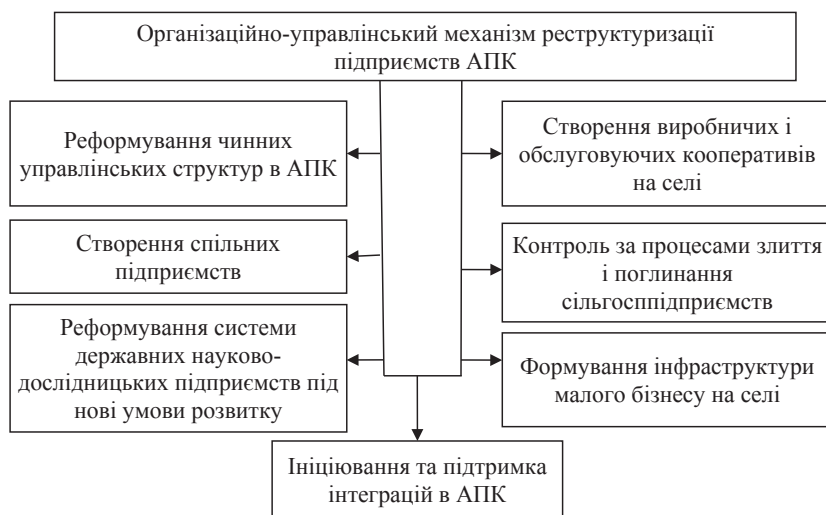 Організаційно-управлінський механізм реструктуризації
підприємств АПК
Реформування чинних
управлінських структур в АПК
Створення виробничих і
обслуговуючих кооперативів
на селі
Створення спільних
підприємств
Контроль за процесами злиття
і поглинання
сільгосппідприємств
Реформування системи
державних науково-
дослідницьких підприємств під
нові умови розвитку
Формування інфраструктури
малого бізнесу на селі
Ініціювання та підтримка
інтеграцій в АПК